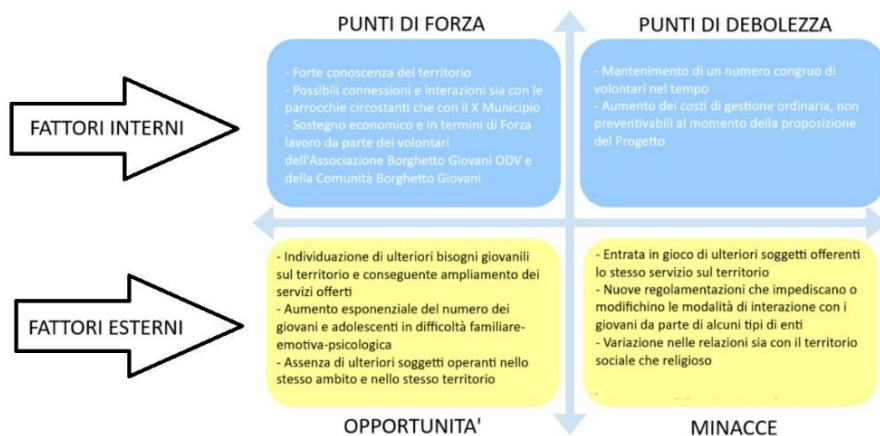 PUNTI DI FORZA
PUNTI DI DEBOLEZZA
FATTORI INTERNI
- Forte conoscenza del territorio
- Possibili connessioni e interazioni sia con le
parrocchie circostanti che con il X Municipio
- Sostegno economico e in termini di Forza
lavoro da parte dei volontari
dell'Associazione Borghetto Giovani ODV e
della Comunità Borghetto Giovani
- Mantenimento di un numero congruo di
volontari nel tempo
- Aumento dei costi di gestione ordinaria, non
preventivabili al momento della proposizione
del Progetto
FATTORI ESTERNI
- Individuazione di ulteriori bisogni giovanili
sul territorio e conseguente ampliamento dei
servizi offerti
- Aumento esponenziale del numero dei
giovani e adolescenti in difficoltà familiare-
emotiva-psicologica
- Assenza di ulteriori soggetti operanti nello
stesso ambito e nello stesso territorio
- Entrata in gioco di ulteriori soggetti offerenti
lo stesso servizio sul territorio
- Nuove regolamentazioni che impediscano o
modifichino le modalità di interazione con i
giovani da parte di alcuni tipi di enti
- Variazione nelle relazioni sia con il territorio
sociale che religioso
OPPORTUNITA'
MINACCE